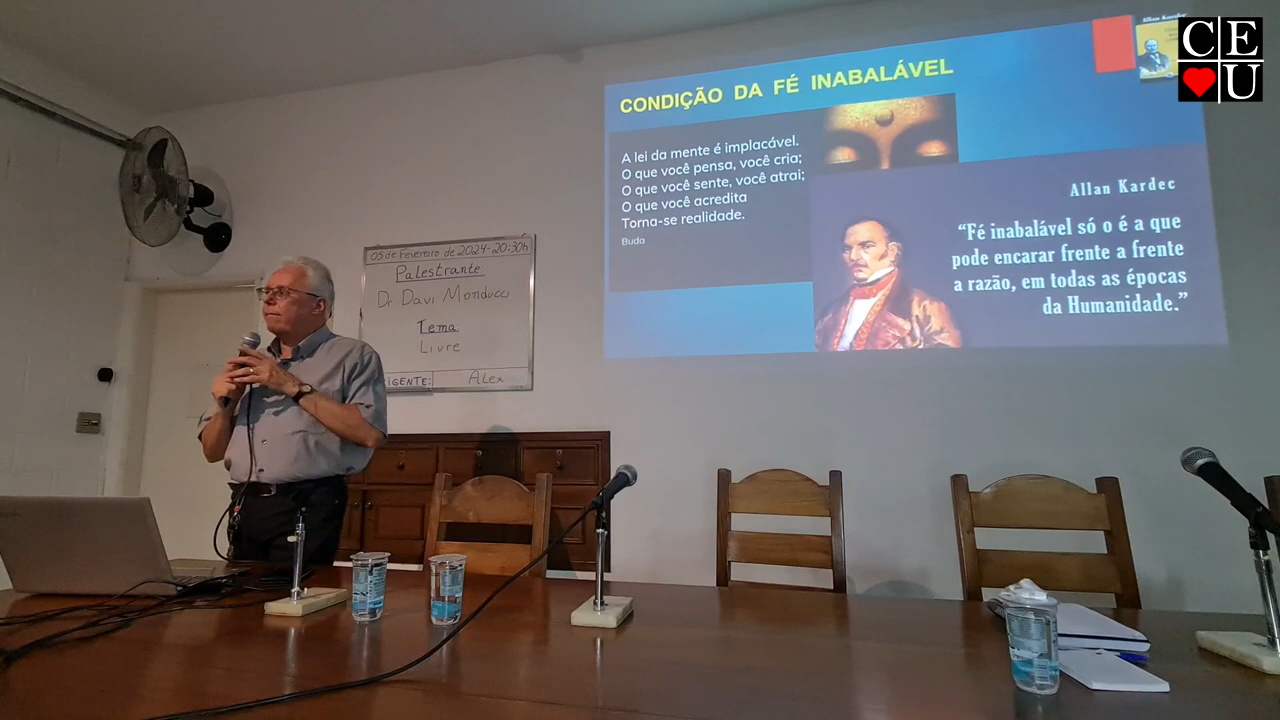 CE
U
Allan Kardec
CONDIÇÃO DA FÉ INABALÁVEL
A lei da mente é implacável.
O que você pensa, você cria;
O que você sente, você atrai;
O que você acredita
Torna-se realidade.
Buda
Allan Kardec
“Fé inabalável só o é a que
pode encarar frente a frente
a razão, em todas as épocas
da Humanidade.”
05 de Fevereiro de 2024-20:30h
Palestrante
Dr Davi Monducci
Tema
Livre
IGENTE: Alex